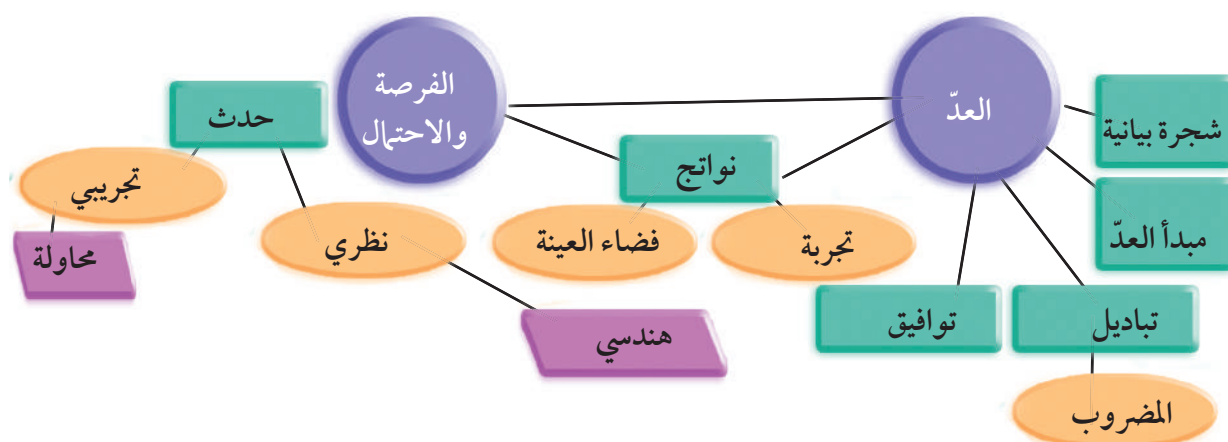 العدّ
الفرصة
والاحتمال
شجرة بيانية
مبدأ العدّ
تباديل
المضروب
توافيق
نواتج
تجربة
فضاء العينة
حدث
نظري
هندسي
تجريبي
محاولة